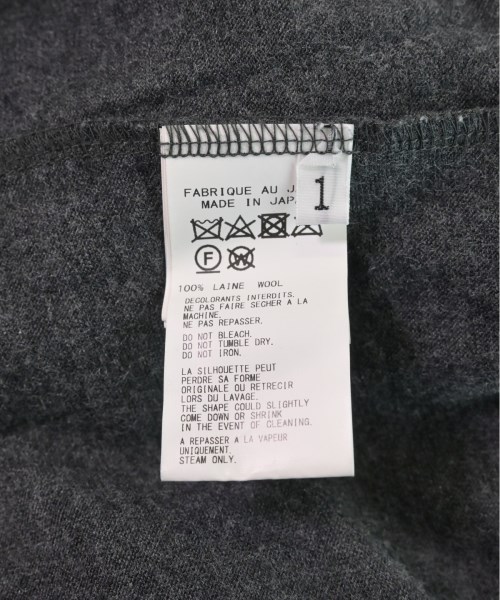 FABRIQUE AU J
MADE IN JAPA
1
F W
100% LAINE WOOL
DECOLORANTS INTERDITS.
NE PAS FAIRE SECHER A LA
MACHINE.
NE PAS REPASSER.
DO NOT BLEACH.
DO NOT TUMBLE DRY.
DO NOT IRON.
LA SILHOUETTE PEUT
PERDRE SA FORME
ORIGINALE OU RETRECIR
LORS DU LAVAGE.
THE SHAPE COULD SLIGHTLY
COME DOWN OR SHRINK
IN THE EVENT OF CLEANING.
A REPASSER A LA VAPEUR
UNIQUEMENT.
STEAM ONLY.